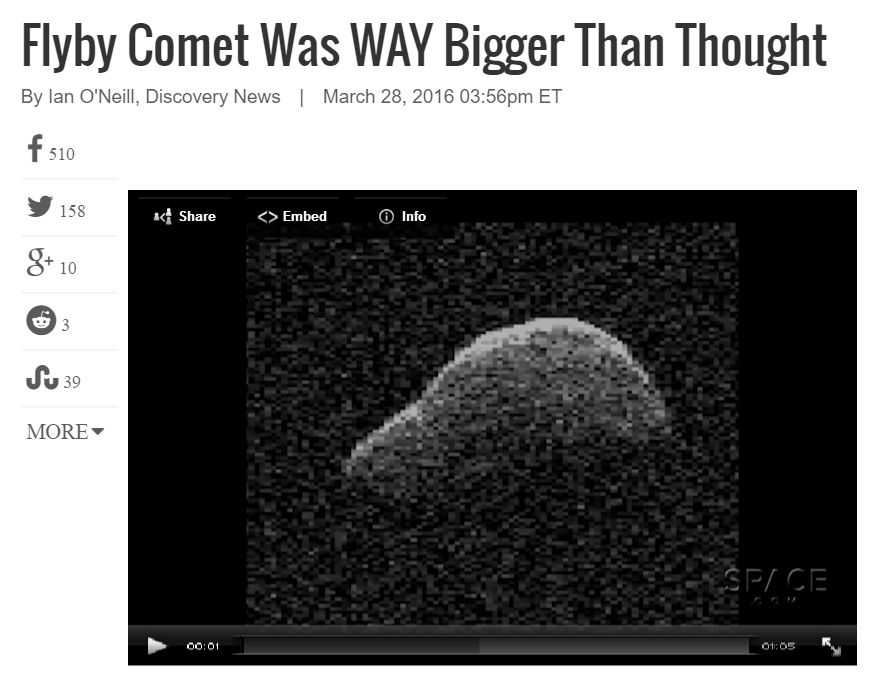 Flyby Comet Was WAY Bigger Than Thought
By Ian O'Neill, Discovery News | March 28, 2016 03:56pm ET
510
158
10
3
39
MORE
Share Embed Info
SPACE
.COM
00:01 01:05